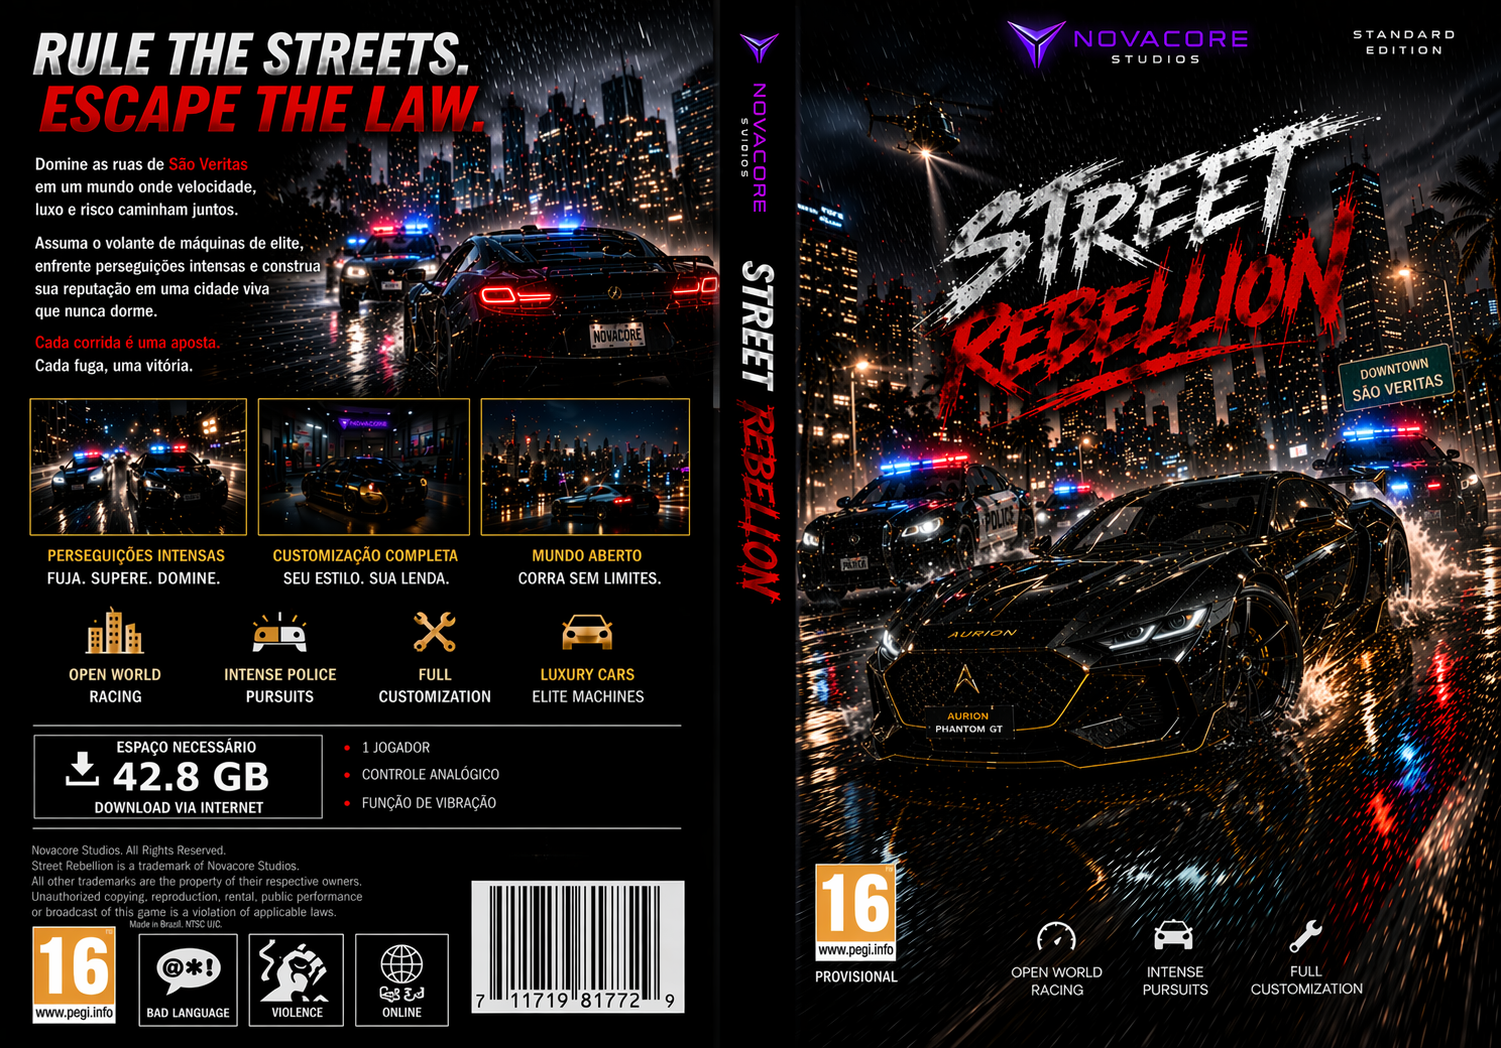 RULE THE STREETS.
ESCAPE THE LAW.
Domine as ruas de São Veritas
em um mundo onde velocidade,
luxo e risco caminham juntos.
Assuma o volante de máquinas de elite,
enfrente perseguições intensas e construa
sua reputação em uma cidade viva
que nunca dorme.
Cada corrida é uma aposta.
Cada fuga, uma vitória.
NOVACORE
NOVACORE
PERSEGUIÇÕES INTENSAS
FUJA. SUPERE. DOMINE.
CUSTOMIZAÇÃO COMPLETA
SEU ESTILO. SUA LENDA.
MUNDO ABERTO
CORRA SEM LIMITES.
OPEN WORLD
RACING
INTENSE POLICE
PURSUITS
FULL
CUSTOMIZATION
LUXURY CARS
ELITE MACHINES
ESPAÇO NECESSÁRIO
42.8 GB
DOWNLOAD VIA INTERNET
• 1 JOGADOR
• CONTROLE ANALÓGICO
• FUNÇÃO DE VIBRAÇÃO
Novacore Studios. All Rights Reserved.
Street Rebellion is a trademark of Novacore Studios.
All other trademarks are the property of their respective owners.
Unauthorized copying, reproduction, rental, public performance
or broadcast of this game is a violation of applicable laws.
Made in Brazil. NTSC U/C.
16
www.pegi.info
@*!
BAD LANGUAGE
VIOLENCE
ONLINE
7 11719 81772 9
NOVACORE
SVIDIOS
STREET REBELLION
NOVACORE
STUDIOS
STANDARD
EDITION
STREET
REBELLION
DOWNTOWN
SÃO VERITAS
POLICE
POLICE
AURION
AURION
PHANTOM GT
16
www.pegi.info
PROVISIONAL
OPEN WORLD
RACING
INTENSE
PURSUITS
FULL
CUSTOMIZATION